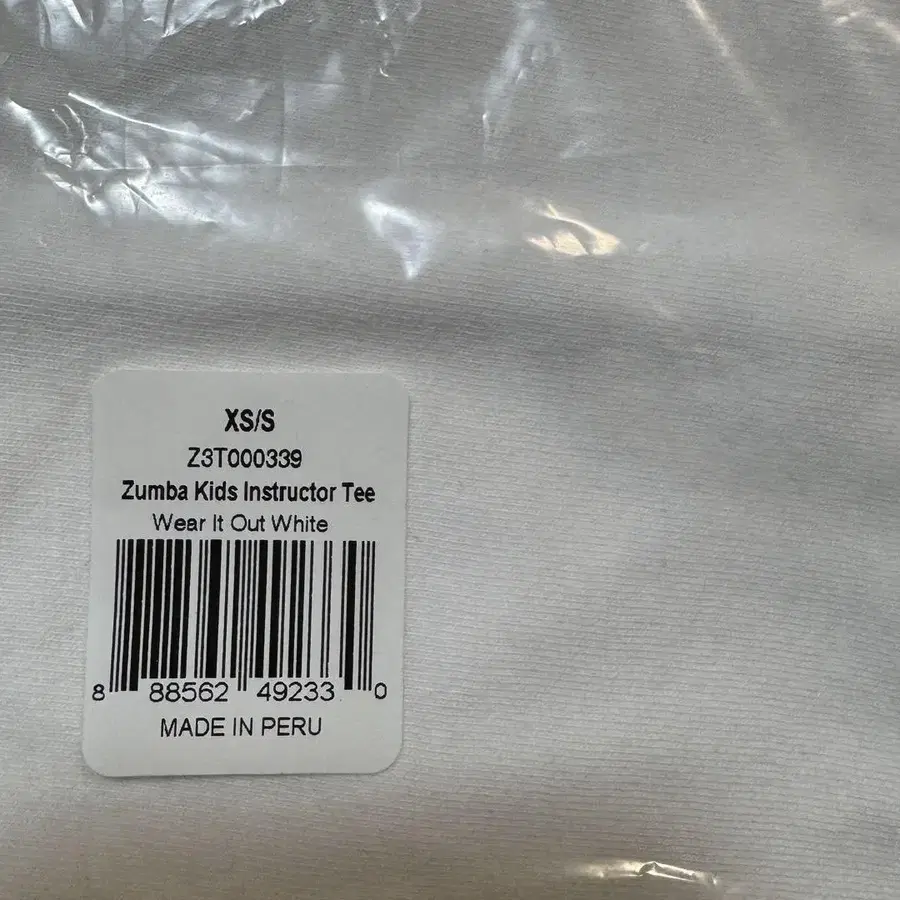 XS/S
Z3T000339
Zumba Kids Instructor Tee
Wear It Out White
8 88562 49233 0
MADE IN PERU